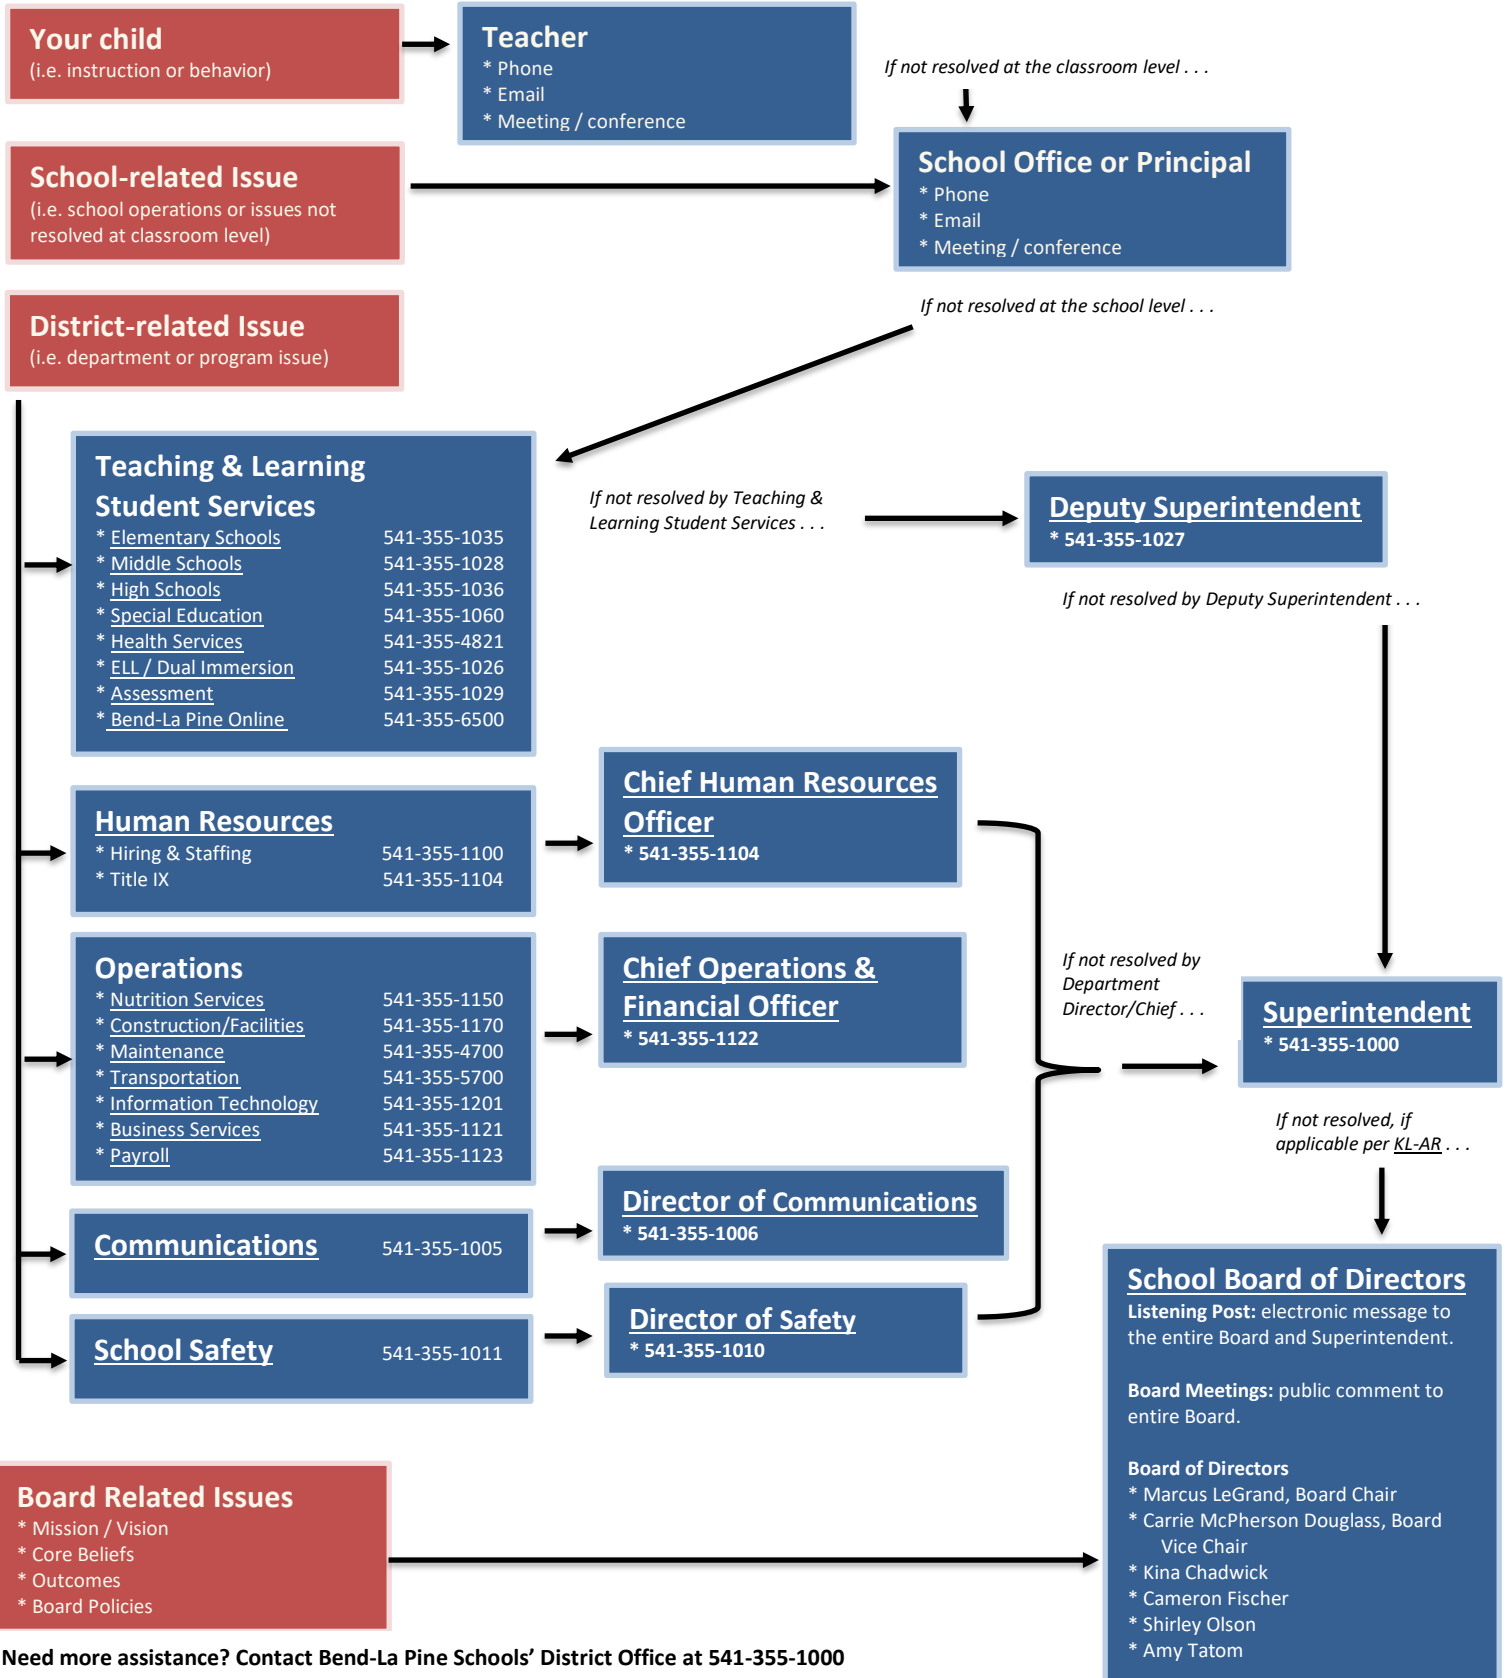 Your child
(i.e. instruction or behavior)
Teacher
* Phone
* Email
* Meeting / conference
If not resolved at the classroom level . . .
School-related Issue
(i.e. school operations or issues not
resolved at classroom level)
School Office or Principal
* Phone
* Email
* Meeting / conference
If not resolved at the school level . . .
District-related Issue
(i.e. department or program issue)
Teaching & Learning
Student Services
* Elementary Schools 541-355-1035
* Middle Schools 541-355-1028
* High Schools 541-355-1036
* Special Education 541-355-1060
* Health Services 541-355-4821
* ELL / Dual Immersion 541-355-1026
* Assessment 541-355-1029
* Bend-La Pine Online 541-355-6500
If not resolved by Teaching &
Learning Student Services . . .
Deputy Superintendent
* 541-355-1027
If not resolved by Deputy Superintendent . . .
Human Resources
* Hiring & Staffing 541-355-1100
* Title IX 541-355-1104
Chief Human Resources
Officer
* 541-355-1104
Operations
* Nutrition Services 541-355-1150
* Construction/Facilities 541-355-1170
* Maintenance 541-355-4700
* Transportation 541-355-5700
* Information Technology 541-355-1201
* Business Services 541-355-1121
* Payroll 541-355-1123
Chief Operations &
Financial Officer
* 541-355-1122
If not resolved by
Department
Director/Chief . . .
Superintendent
* 541-355-1000
If not resolved, if
applicable per KL-AR . . .
Communications 541-355-1005
Director of Communications
* 541-355-1006
School Safety 541-355-1011
Director of Safety
* 541-355-1010
School Board of Directors
Listening Post: electronic message to
the entire Board and Superintendent.
Board Meetings: public comment to
entire Board.
Board of Directors
* Marcus LeGrand, Board Chair
* Carrie McPherson Douglass, Board
Vice Chair
* Kina Chadwick
* Cameron Fischer
* Shirley Olson
* Amy Tatom
Board Related Issues
* Mission / Vision
* Core Beliefs
* Outcomes
* Board Policies
Need more assistance? Contact Bend-La Pine Schools’ District Office at 541-355-1000